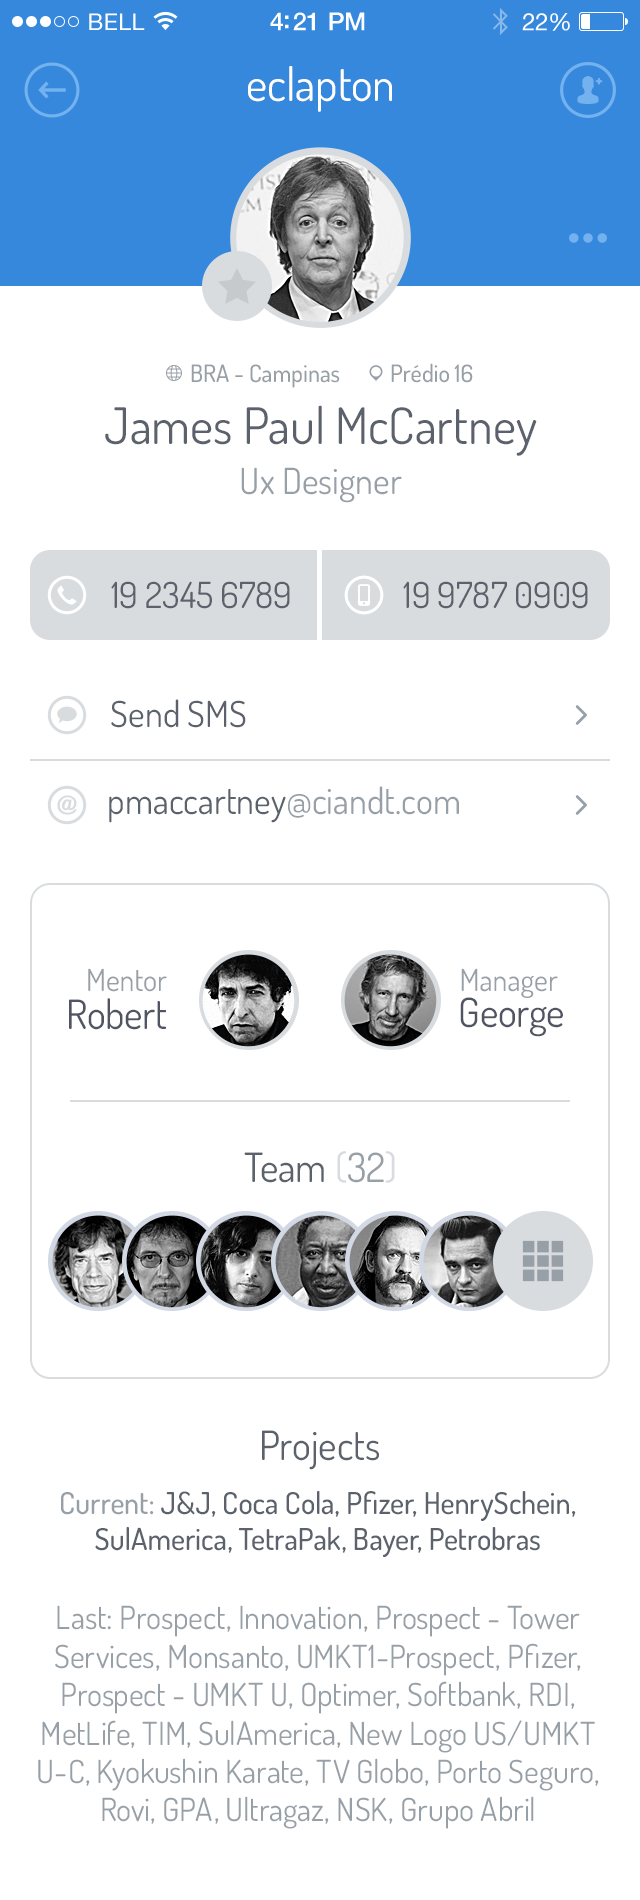 BELL 4:21 PM 22%
eclapton
BRA - Campinas Prédio 16
James Paul McCartney
Ux Designer
19 2345 6789 19 9787 0909
Send SMS
@ pmaccartney@ciandt.com
Mentor Manager
Robert George
Team (32)
Projects
Current: J&J, Coca Cola, Pfizer, HenrySchein,
SulAmerica, TetraPak, Bayer, Petrobras
Last: Prospect, Innovation, Prospect - Tower
Services, Monsanto, UMKT1-Prospect, Pfizer,
Prospect - UMKT U, Optimer, Softbank, RDI,
MetLife, TIM, SulAmerica, New Logo US/UMKT
U-C, Kyokushin Karate, TV Globo, Porto Seguro,
Rovi, GPA, Ultragaz, NSK, Grupo Abril